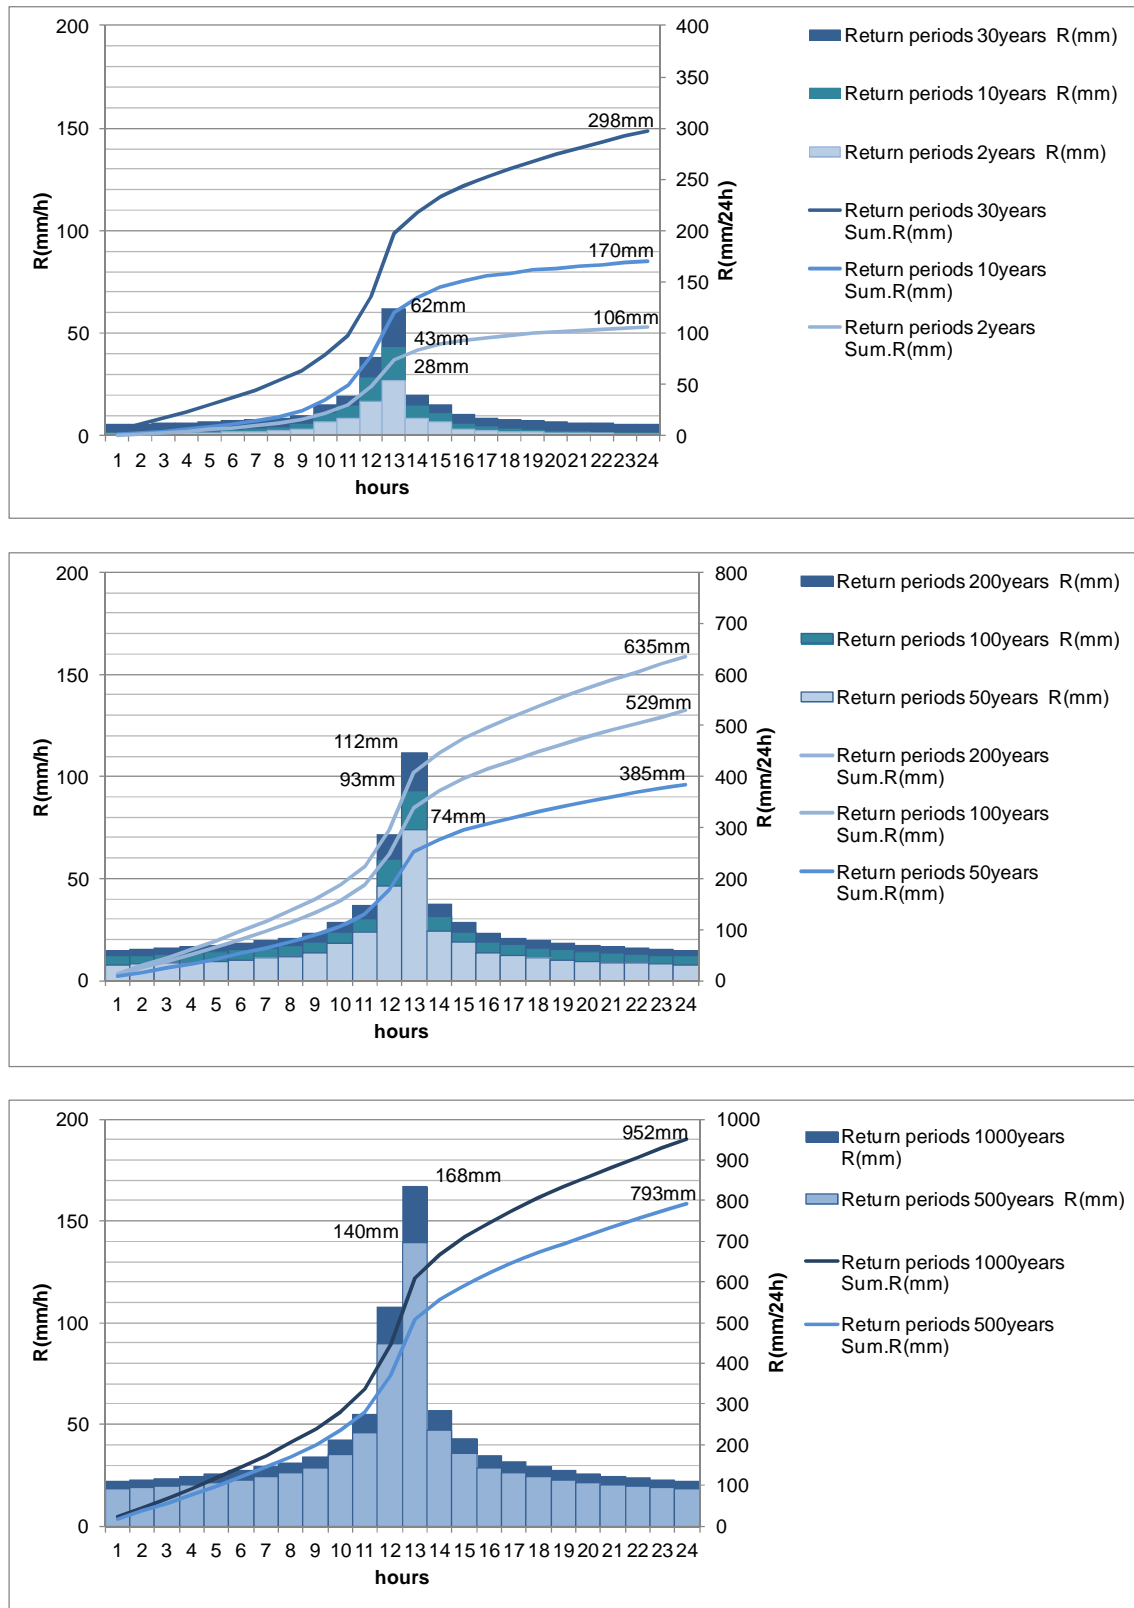 200
150
100
50
0
R(mm/h)
400
350
300
250
200
150
100
50
0
R(mm/24h)
298mm
170mm
106mm
62mm
43mm
28mm
1 2 3 4 5 6 7 8 9 10 11 12 13 14 15 16 17 18 19 20 21 22 23 24
hours
Return periods 30years R(mm)
Return periods 10years R(mm)
Return periods 2years R(mm)
Return periods 30years
Sum.R(mm)
Return periods 10years
Sum.R(mm)
Return periods 2years
Sum.R(mm)
200
150
100
50
0
R(mm/h)
800
700
600
500
400
300
200
100
0
R(mm/24h)
635mm
529mm
385mm
112mm
93mm
74mm
1 2 3 4 5 6 7 8 9 10 11 12 13 14 15 16 17 18 19 20 21 22 23 24
hours
Return periods 200years R(mm)
Return periods 100years R(mm)
Return periods 50years R(mm)
Return periods 200years
Sum.R(mm)
Return periods 100years
Sum.R(mm)
Return periods 50years
Sum.R(mm)
200
150
100
50
0
R(mm/h)
1000
900
800
700
600
500
400
300
200
100
0
R(mm/24h)
952mm
793mm
168mm
140mm
1 2 3 4 5 6 7 8 9 10 11 12 13 14 15 16 17 18 19 20 21 22 23 24
hours
Return periods 1000years
R(mm)
Return periods 500years R(mm)
Return periods 1000years
Sum.R(mm)
Return periods 500years
Sum.R(mm)